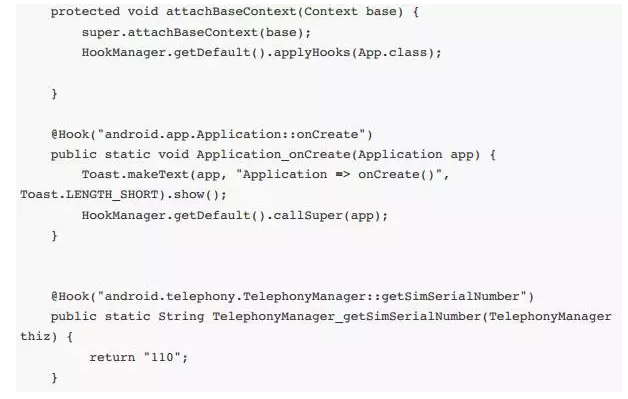 protected void attachBaseContext(Context base) {
super.attachBaseContext(base);
HookManager.getDefault().applyHooks(App.class);
}
@Hook("android.app.Application::onCreate")
public static void Application_onCreate(Application app) {
Toast.makeText(app, "Application => onCreate()",
Toast.LENGTH_SHORT).show();
HookManager.getDefault().callSuper(app);
}
@Hook("android.telephony.TelephonyManager::getSimSerialNumber")
public static String TelephonyManager_getSimSerialNumber(TelephonyManager
thiz) {
return "110";
}